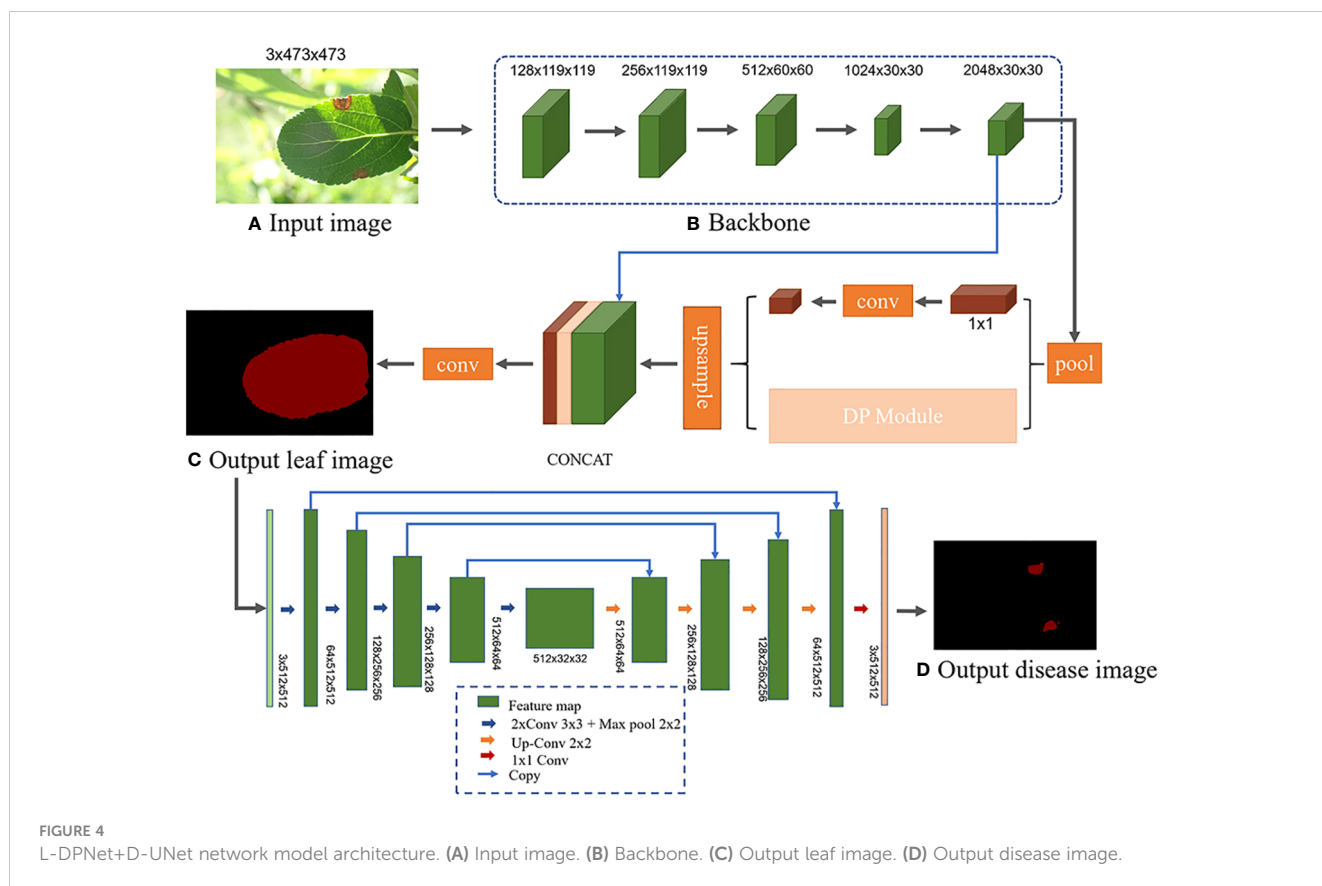 3x473x473
128x119x119
256x119x119
512x60x60
1024x30x30
2048x30x30
A Input image
B Backbone
conv
1x1
pool
upsample
DP Module
conv
CONCAT
C Output leaf image
3x512x512
64x512x512
128x256x256
256x128x128
512x64x64
512x32x32
512x64x64
256x128x128
128x256x256
64x512x512
3x512x512
D Output disease image
Feature map
2xConv 3x3 + Max pool 2x2
Up-Conv 2x2
1x1 Conv
Copy
FIGURE 4
L-DPNet+D-UNet network model architecture. (A) Input image. (B) Backbone. (C) Output leaf image. (D) Output disease image.